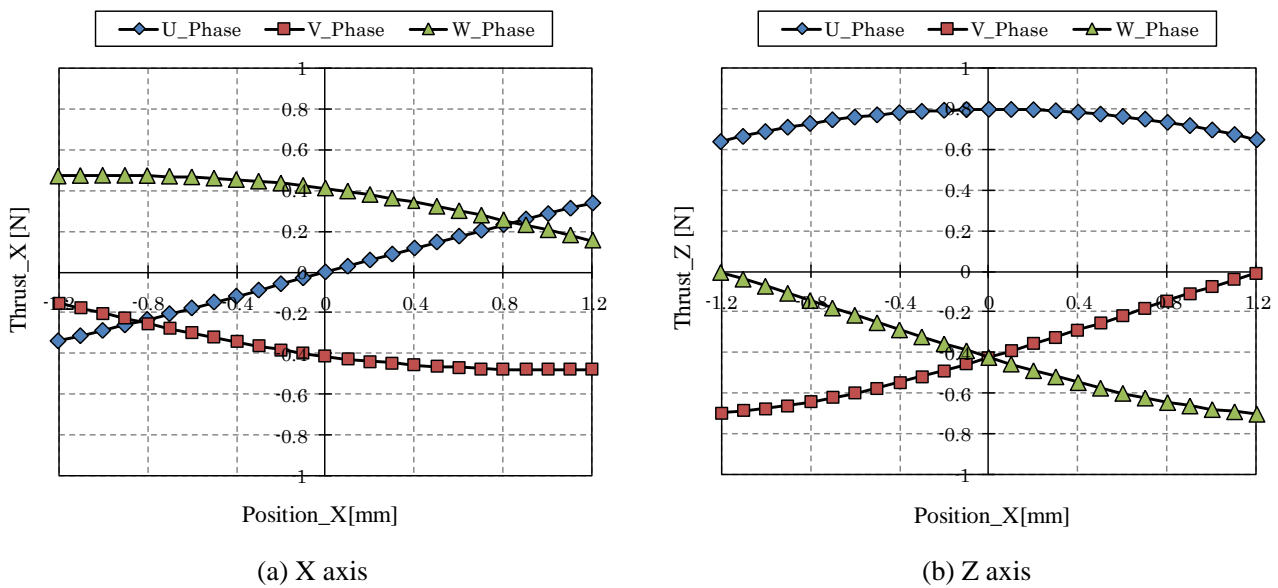 U_Phase V_Phase W_Phase
1
0.8
0.6
0.4
0.2
0
-0.2
-0.4
-0.6
-0.8
-1
-1.2 -0.8 -0.4 0 0.4 0.8 1.2
Thrust_X [N]
Position_X[mm]
(a) X axis
U_Phase V_Phase W_Phase
1
0.8
0.6
0.4
0.2
0
-0.2
-0.4
-0.6
-0.8
-1
-1.2 -0.8 -0.4 0 0.4 0.8 1.2
Thrust_Z [N]
Position_X[mm]
(b) Z axis